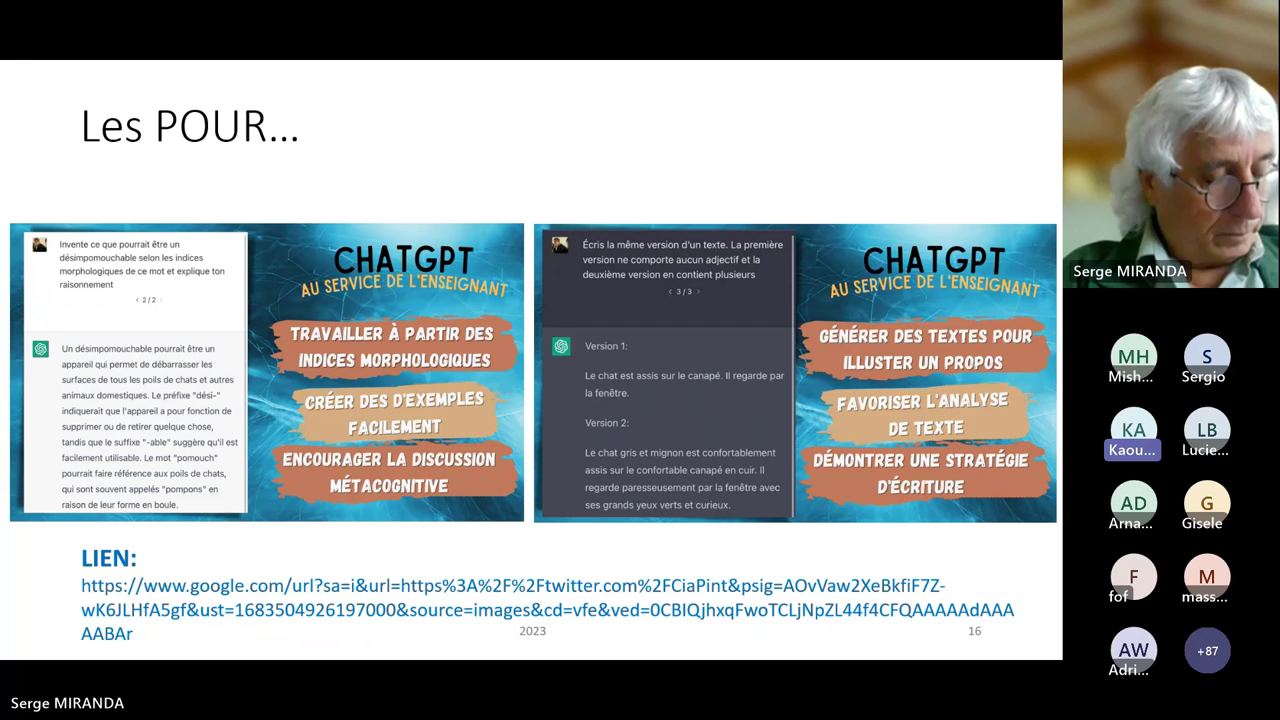 Les POUR...
Invente ce que pourrait être un
désimpomouchable selon les indices
morphologiques de ce mot et explique ton
raisonnement
< 2 / 2 >
Un désimpomouchable pourrait être un
appareil qui permet de débarrasser les
surfaces de tous les poils de chats et autres
animaux domestiques. Le préfixe "dési-"
indiquerait que l'appareil a pour fonction de
supprimer ou de retirer quelque chose,
tandis que le suffixe "-able" suggère qu'il est
facilement utilisable. Le mot "pomouch"
pourrait faire référence aux poils de chats,
qui sont souvent appelés "pompons" en
raison de leur forme en boule.
CHATGPT
AU SERVICE DE L'ENSEIGNANT
TRAVAILLER À PARTIR DES
INDICES MORPHOLOGIQUES
CRÉER DES D'EXEMPLES
FACILEMENT
ENCOURAGER LA DISCUSSION
MÉTACOGNITIVE
Écris la même version d'un texte. La première
version ne comporte aucun adjectif et la
deuxième version en contient plusieurs
< 3 / 3 >
Version 1:
Le chat est assis sur le canapé. Il regarde par
la fenêtre.
Version 2:
Le chat gris et mignon est confortablement
assis sur le confortable canapé en cuir. Il
regarde paresseusement par la fenêtre avec
ses grands yeux verts et curieux.
CHATGPT
AU SERVICE DE L'ENSEIGNANT
GÉNÉRER DES TEXTES POUR
ILLUSTER UN PROPOS
FAVORISER L'ANALYSE
DE TEXTE
DÉMONTRER UNE STRATÉGIE
D'ÉCRITURE
LIEN:
https://www.google.com/url?sa=i&url=https%3A%2F%2Ftwitter.com%2FCiaPint&psig=AOvVaw2XeBkfiF7Z-
wK6JLHfA5gf&ust=1683504926197000&source=images&cd=vfe&ved=0CBIQjhxqFwoTCLjNpZL44f4CFQAAAAAdAAA
AABAr
2023
16
Serge MIRANDA
MH
Mish...
S
Sergio
KA
Kaou...
LB
Lucie...
AD
Arna...
G
Gisele
F
fof
M
mass...
AW
Adri...
+87
Serge MIRANDA